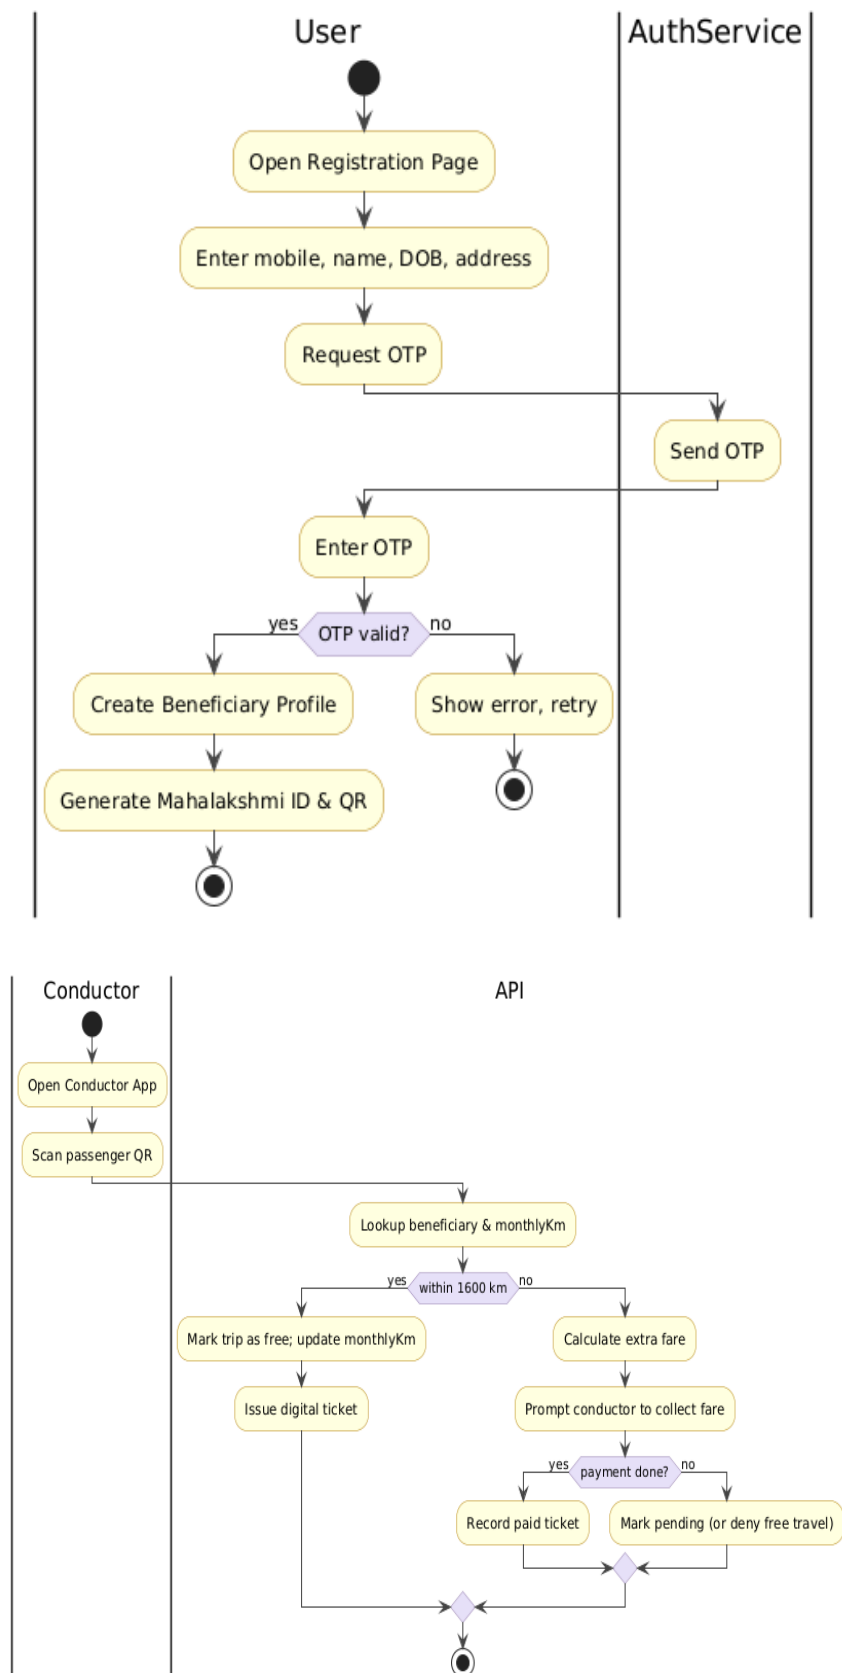 User
AuthService
Open Registration Page
Enter mobile, name, DOB, address
Request OTP
Send OTP
Enter OTP
yes
OTP valid?
no
Create Beneficiary Profile
Show error, retry
Generate Mahalakshmi ID & QR
Conductor
API
Open Conductor App
Scan passenger QR
Lookup beneficiary & monthlyKm
yes
within 1600 km
no
Mark trip as free; update monthlyKm
Calculate extra fare
Issue digital ticket
Prompt conductor to collect fare
yes
payment done?
no
Record paid ticket
Mark pending (or deny free travel)